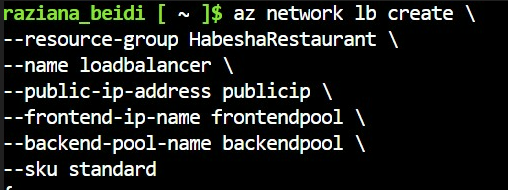 raziana_beidi [ ~ ]$ az network lb create \
--resource-group HabeshaRestaurant \
--name loadbalancer \
--public-ip-address publicip \
--frontend-ip-name frontendpool \
--backend-pool-name backendpool \
--sku standard